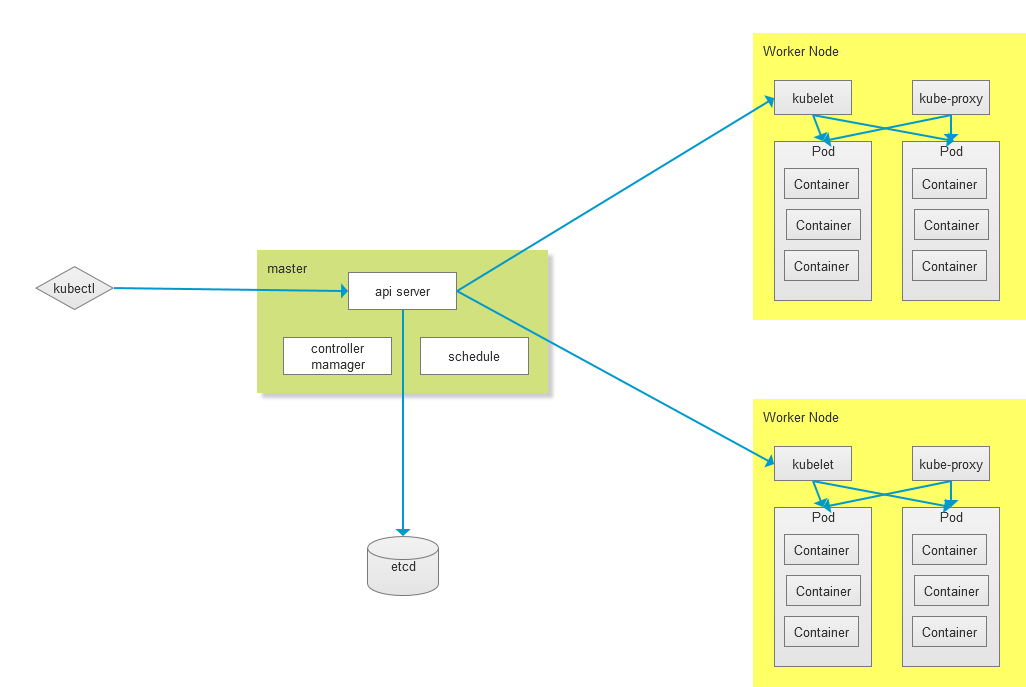 kubectl
master
api server
controller
mamager
schedule
etcd
Worker Node
kubelet
kube-proxy
Pod
Container
Container
Container
Pod
Container
Container
Container
Worker Node
kubelet
kube-proxy
Pod
Container
Container
Container
Pod
Container
Container
Container